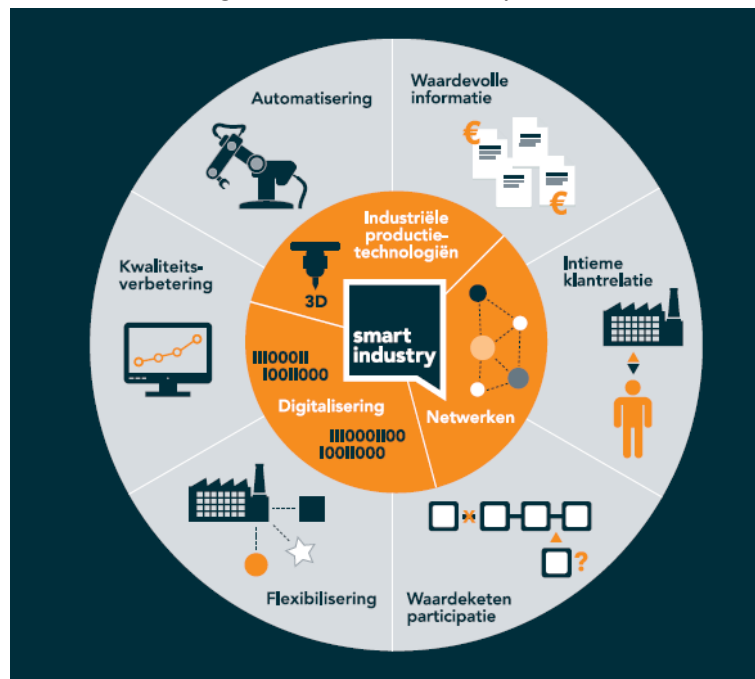 Automatisering
Waardevolle
informatie
€
€
Industriële
productie-
technologiën
3D
Kwaliteits-
verbetering
Intieme
klantrelatie
smart
industry
IIIOOOII
IOOIIOOO
Digitalisering
IIIOOOIIOO
IOOIIOOO
Netwerken
Flexibilisering
?
Waardeketen
participatie